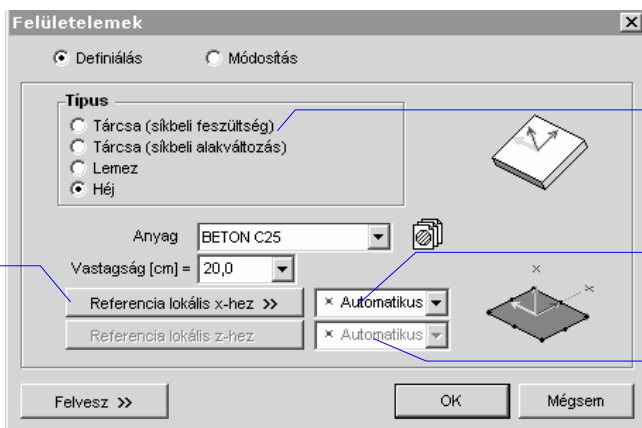 Felületelemek
Definiálás Módosítás
Típus
Tárcsa (síkbeli feszültség)
Tárcsa (síkbeli alakváltozás)
Lemez
Héj
Anyag BETON C25
Vastagság [cm] = 20,0
Referencia lokális x-hez >> × Automatikus
Referencia lokális z-hez × Automatikus
x
x
Felvesz >> OK Mégsem